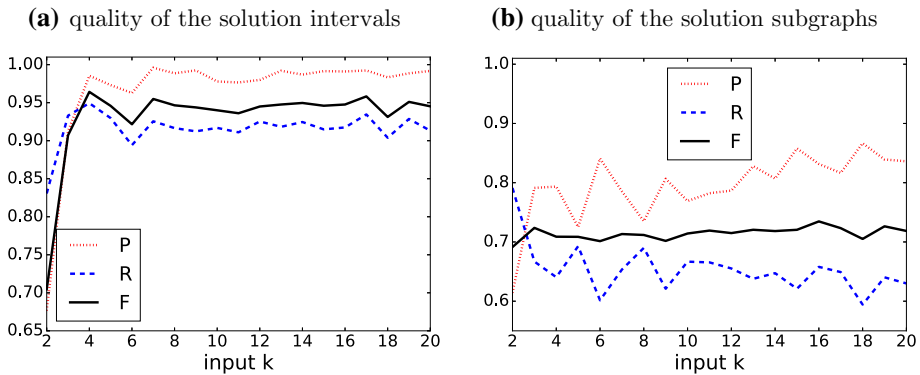 (a) quality of the solution intervals
1.00
0.95
0.90
0.85
0.80
0.75
0.70
0.65
P
R
F
2 4 6 8 10 12 14 16 18 20
input k
(b) quality of the solution subgraphs
1.0
0.9
0.8
0.7
0.6
P
R
F
2 4 6 8 10 12 14 16 18 20
input k